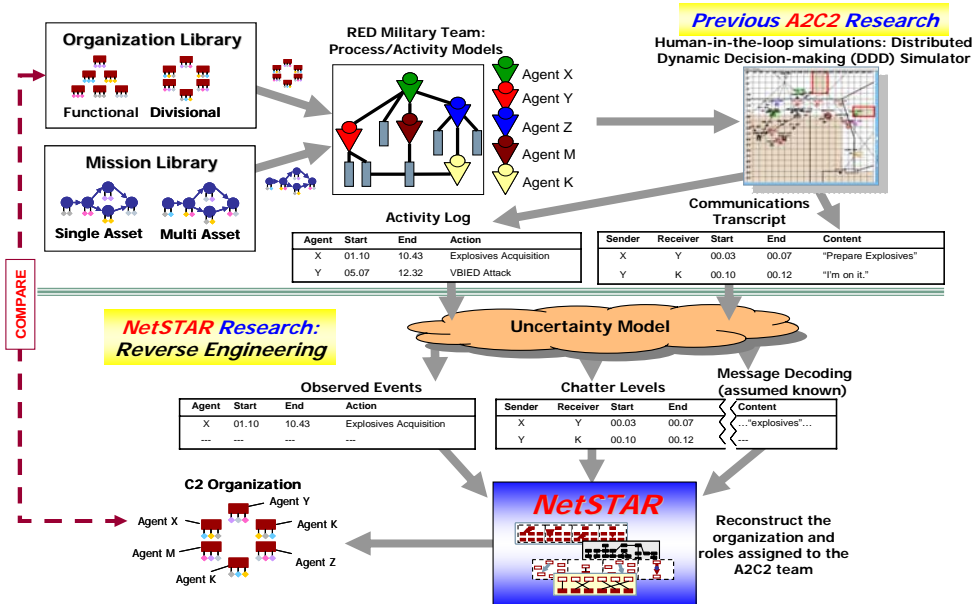 Previous A2C2 Research
Human-in-the-loop simulations: Distributed
Dynamic Decision-making (DDD) Simulator
Organization Library
Functional Divisional
Mission Library
Single Asset Multi Asset
RED Military Team:
Process/Activity Models
Agent X
Agent Y
Agent Z
Agent M
Agent K
Activity Log
Agent Start End Action
X 01.10 10.43 Explosives Acquisition
Y 05.07 12.32 VBIED Attack
Communications
Transcript
Sender Receiver Start End Content
X Y 00.03 00.07 “Prepare Explosives”
Y K 00.10 00.12 “I’m on it.”
COMPARE
NetSTAR Research:
Reverse Engineering
Uncertainty Model
Observed Events
Agent Start End Action
X 01.10 10.43 Explosives Acquisition
--- --- --- ---
Chatter Levels
Message Decoding
(assumed known)
Sender Receiver Start End Content
X Y 00.03 00.07 …“explosives”…
Y K 00.10 00.12 ---
C2 Organization
Agent Y
Agent X
Agent K
Agent M
Agent Z
Agent K
NetSTAR
Reconstruct the
organization and
roles assigned to the
A2C2 team